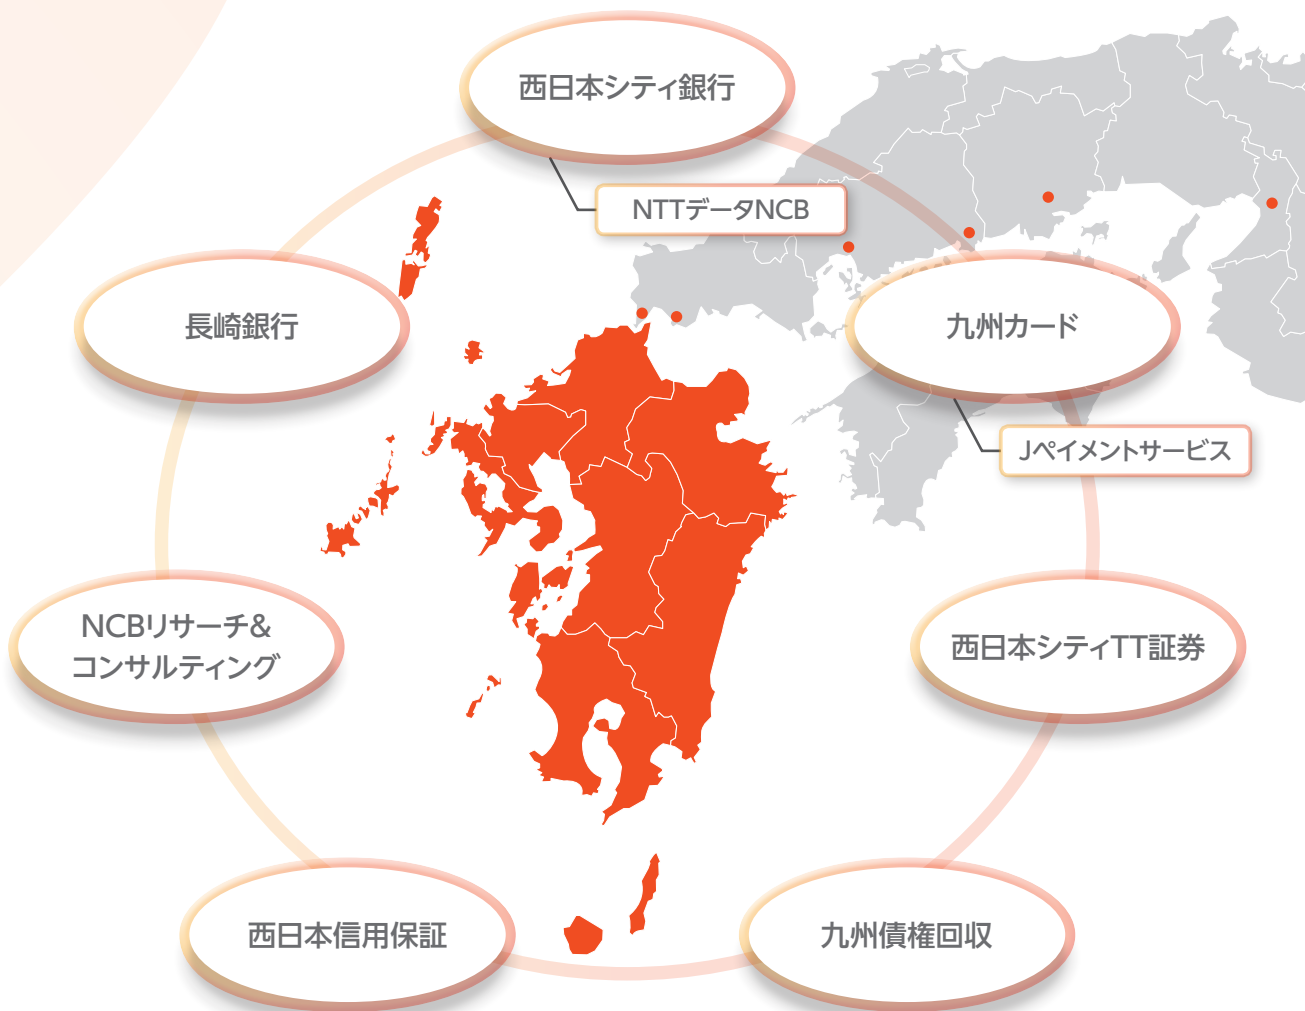 西日本シティ銀行
NTTデータNCB
長崎銀行
九州カード
Jペイメントサービス
NCBリサーチ&
コンサルティング
西日本シティTT証券
西日本信用保証
九州債権回収